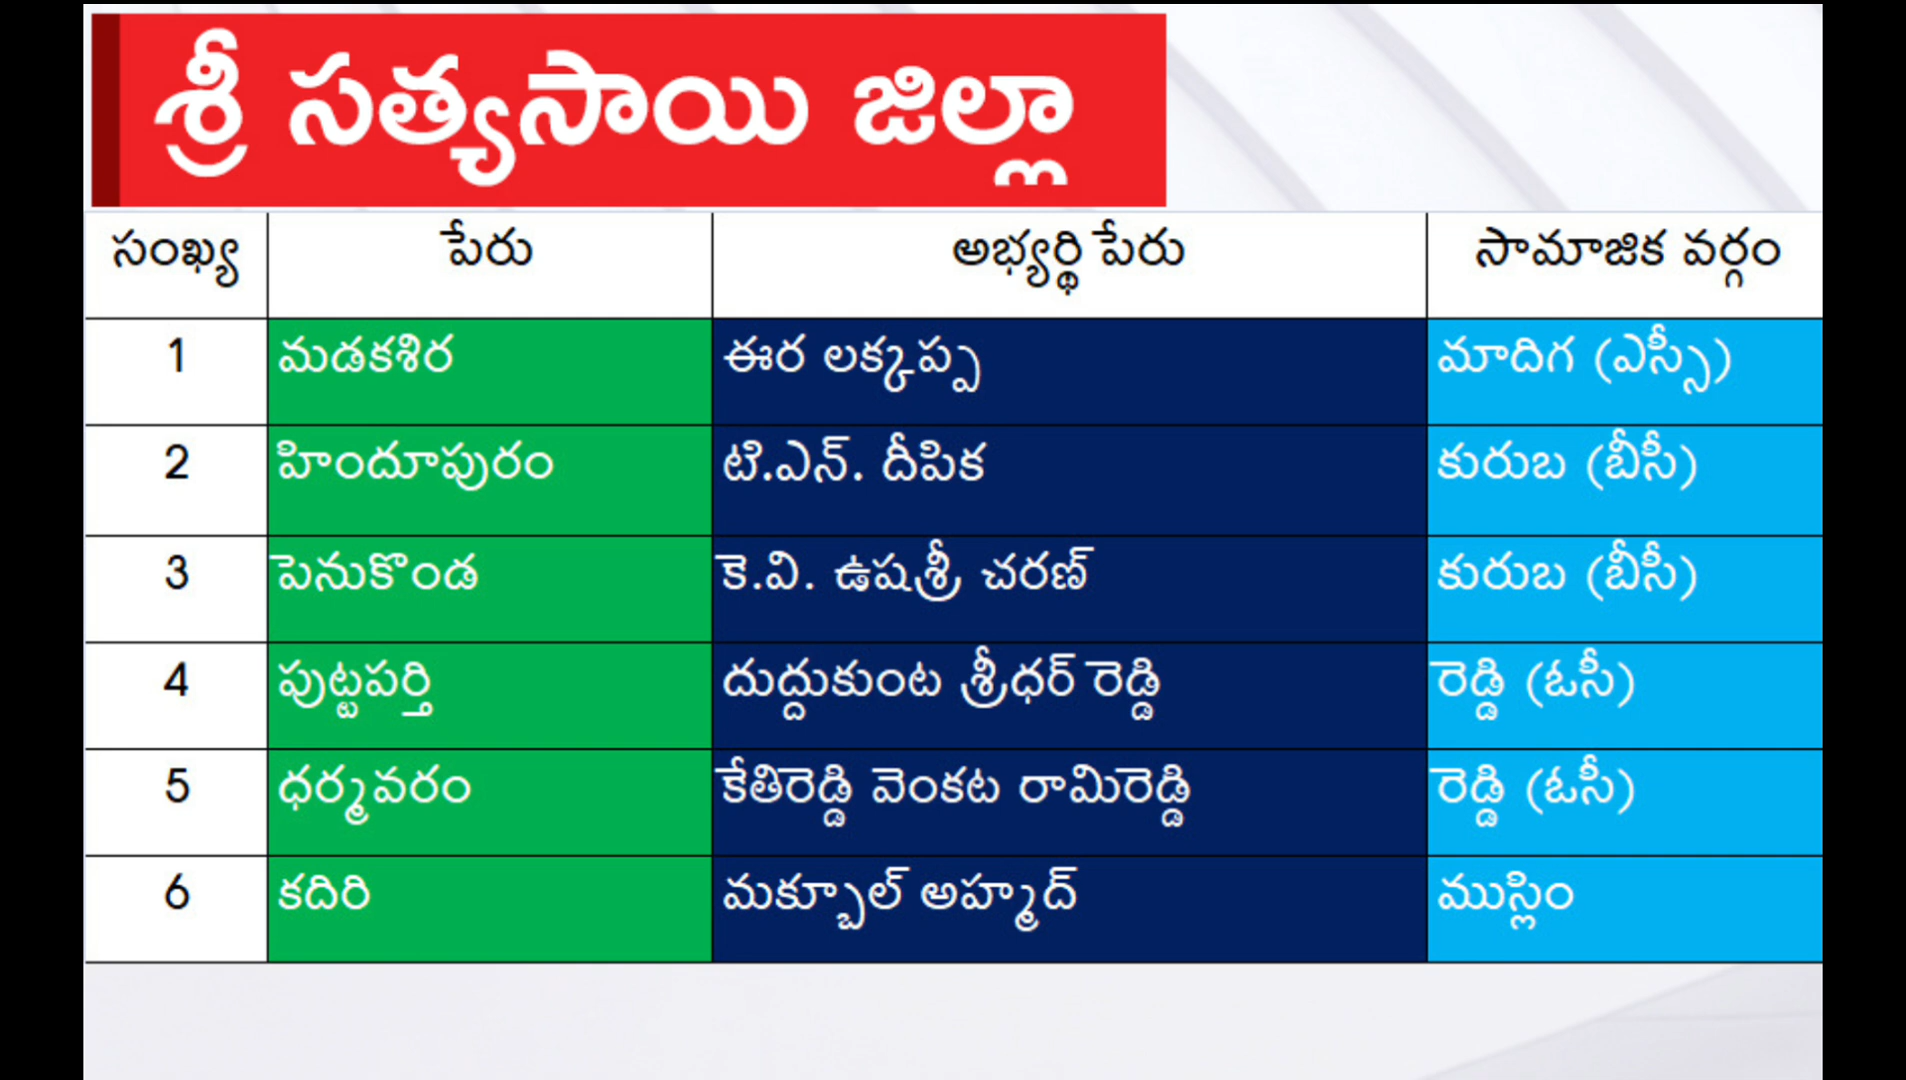 శ్రీ సత్యసాయి జిల్లా
సంఖ్య పేరు అభ్యర్థి పేరు సామాజిక వర్గం
1 మడకశిర ఈర లక్కప్ప మాదిగ (ఎస్సీ)
2 హిందూపురం టి.ఎన్. దీపిక కురుబ (బీసీ)
3 పెనుకొండ కె.వి. ఉషశ్రీ చరణ్ కురుబ (బీసీ)
4 పుట్టపర్తి దుద్దుకుంట శ్రీధర్ రెడ్డి రెడ్డి (ఓసీ)
5 ధర్మవరం కేతిరెడ్డి వెంకట రామిరెడ్డి రెడ్డి (ఓసీ)
6 కదిరి మక్బూల్ అహ్మద్ ముస్లిం